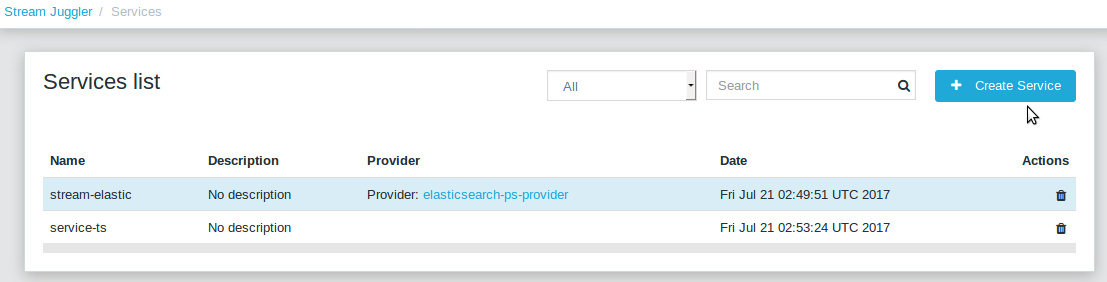 Stream Juggler / Services
Services list
All
Search
Create Service
Name Description Provider Date Actions
stream-elastic No description Provider: elasticsearch-ps-provider Fri Jul 21 02:49:51 UTC 2017
service-ts No description Fri Jul 21 02:53:24 UTC 2017